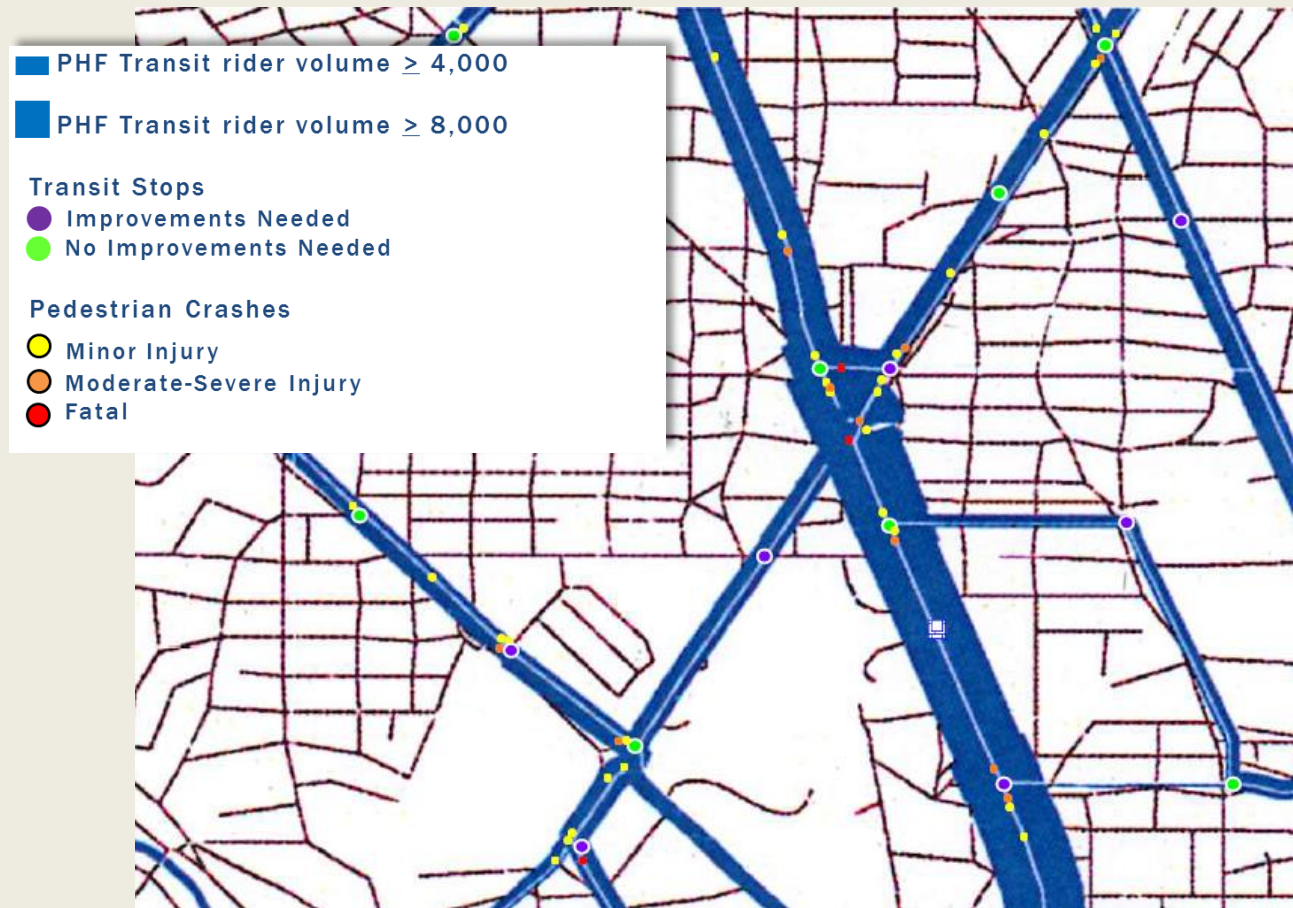 PHF Transit rider volume ≥ 4,000
PHF Transit rider volume ≥ 8,000
Transit Stops
Improvements Needed
No Improvements Needed
Pedestrian Crashes
Minor Injury
Moderate-Severe Injury
Fatal